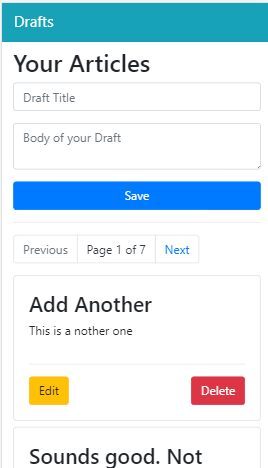 Drafts
Your Articles
Draft Title
Body of your Draft
Save
Previous Page 1 of 7 Next
Add Another
This is a nother one
Edit Delete
Sounds good. Not